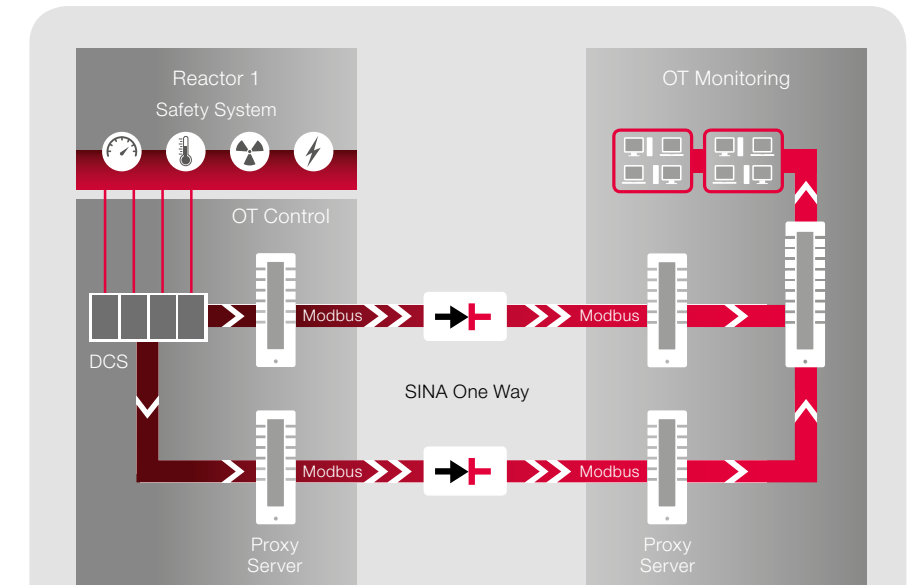 Reactor 1
Safety System
OT Monitoring
OT Control
Modbus
Modbus
DCS
SINA One Way
Modbus
Modbus
Proxy
Server
Proxy
Server